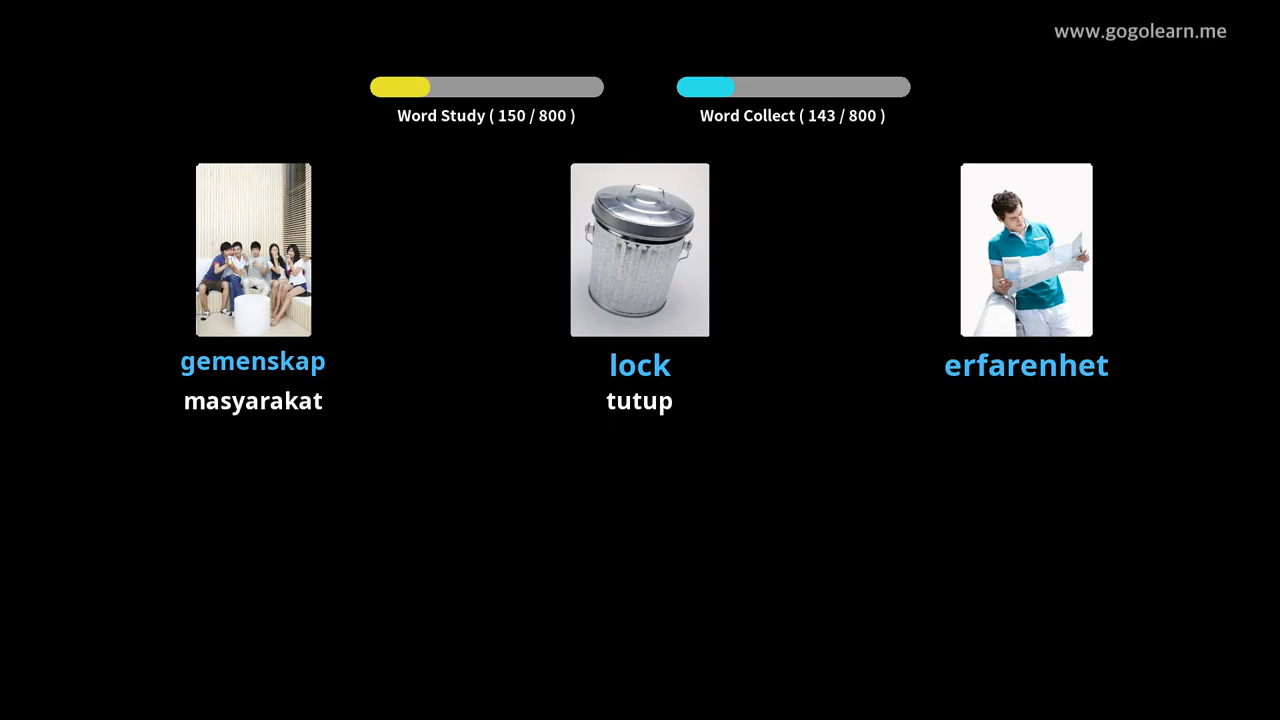 www.gogolearn.me
Word Study ( 150 / 800 )
Word Collect ( 143 / 800 )
gemenskap
masyarakat
lock
tutup
erfarenhet